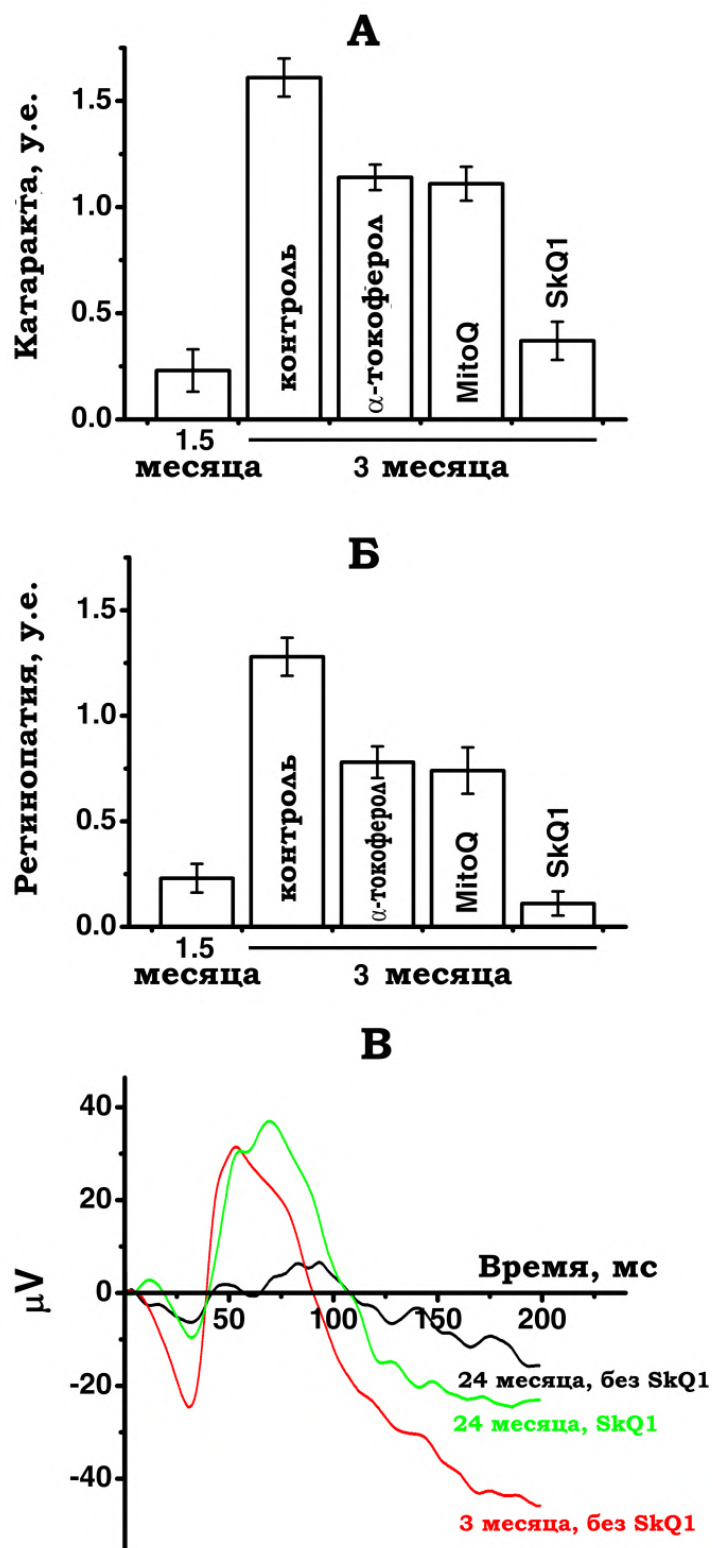 А
Катаракта, у.е.
1.5
1.0
0.5
0.0
контроль
α-токоферол
MitoQ
SkQ1
1.5
месяца
3 месяца
Б
Ретинопатия, у.е.
1.5
1.0
0.5
0.0
контроль
α-токоферол
MitoQ
SkQ1
1.5
месяца
3 месяца
В
μV
40
20
0
-20
-40
Время, мс
50
100
150
200
24 месяца, без SkQ1
24 месяца, SkQ1
3 месяца, без SkQ1